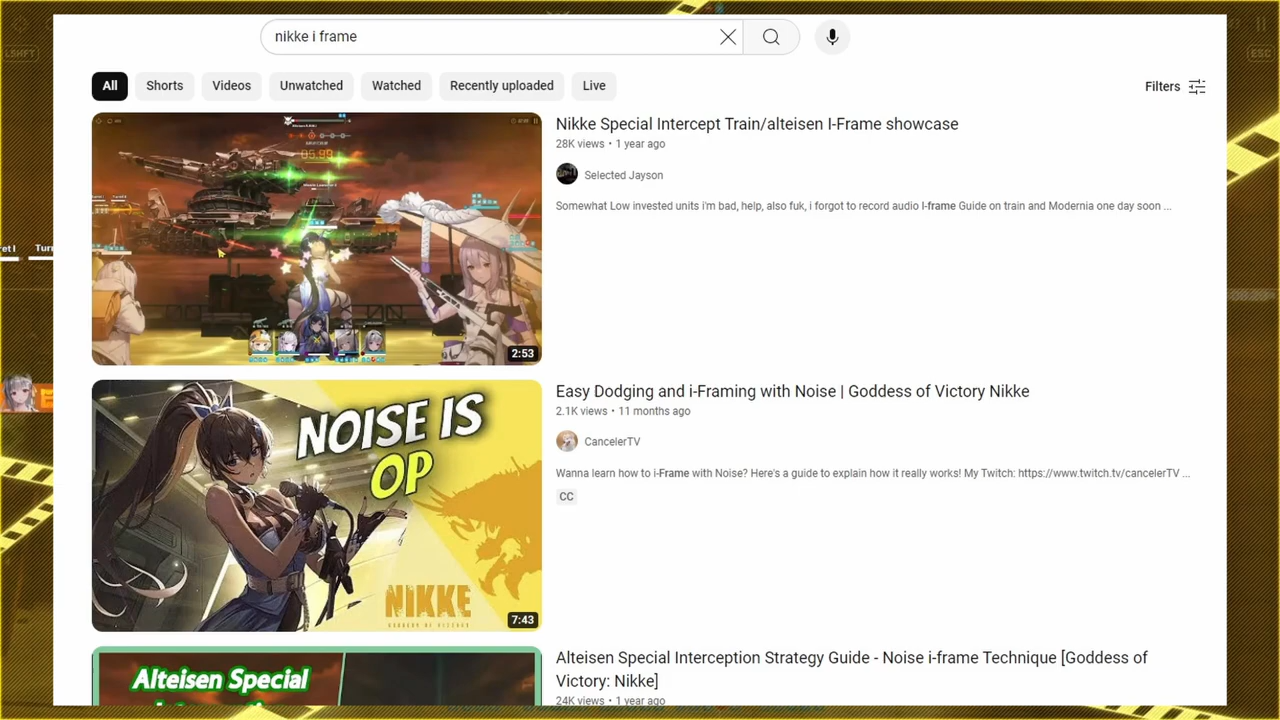 nikke i frame
All
Shorts
Videos
Unwatched
Watched
Recently uploaded
Live
Filters
2:53
Nikke Special Intercept Train/alteisen I-Frame showcase
28K views • 1 year ago
Selected Jayson
Somewhat Low invested units i'm bad, help, also fuk, i forgot to record audio I-frame Guide on train and Modernia one day soon ...
NOISE IS
OP
NIKKE
7:43
Easy Dodging and i-Framing with Noise | Goddess of Victory Nikke
2.1K views • 11 months ago
CancelerTV
Wanna learn how to i-Frame with Noise? Here's a guide to explain how it really works! My Twitch: https://www.twitch.tv/cancelerTV ...
CC
Alteisen Special
Alteisen Special Interception Strategy Guide - Noise i-frame Technique [Goddess of
Victory: Nikke]
24K views • 1 year ago
LSHFT
ESC